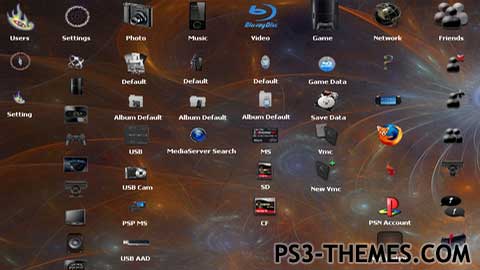 Users Settings Photo Music Video Game Network Friends
Blu-ray Disc
Default Default Default Game Data
Setting Album Default Album Default Album Default Save Data
USB MediaServer Search MS Vmc
USB Cam SD New Vmc
PSP MS CF PSN Account
USB AAD
PS3-THEMES.COM